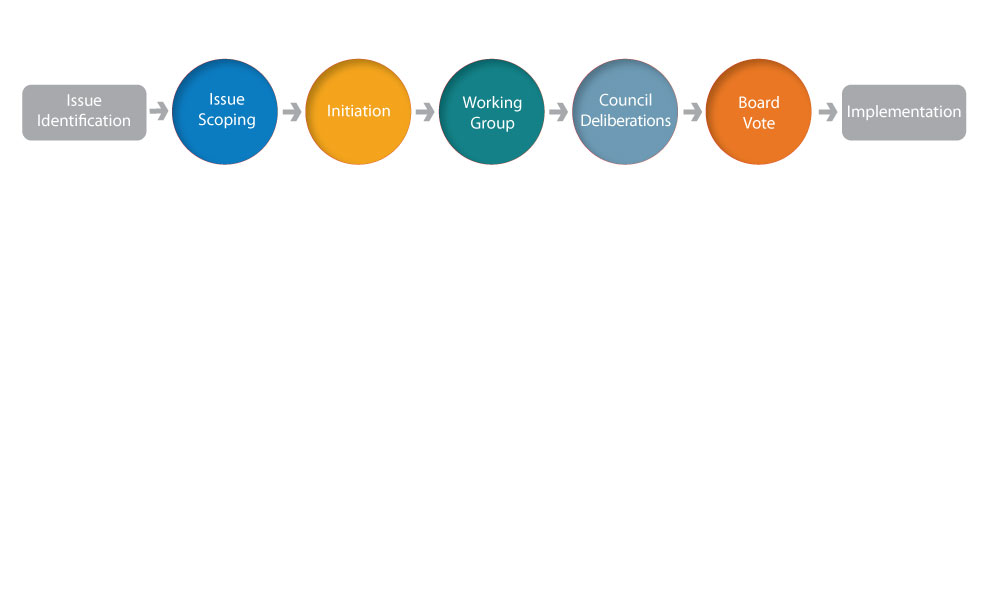 Issue
Identification
Issue
Scoping
Initiation
Working
Group
Council
Deliberations
Board
Vote
Implementation